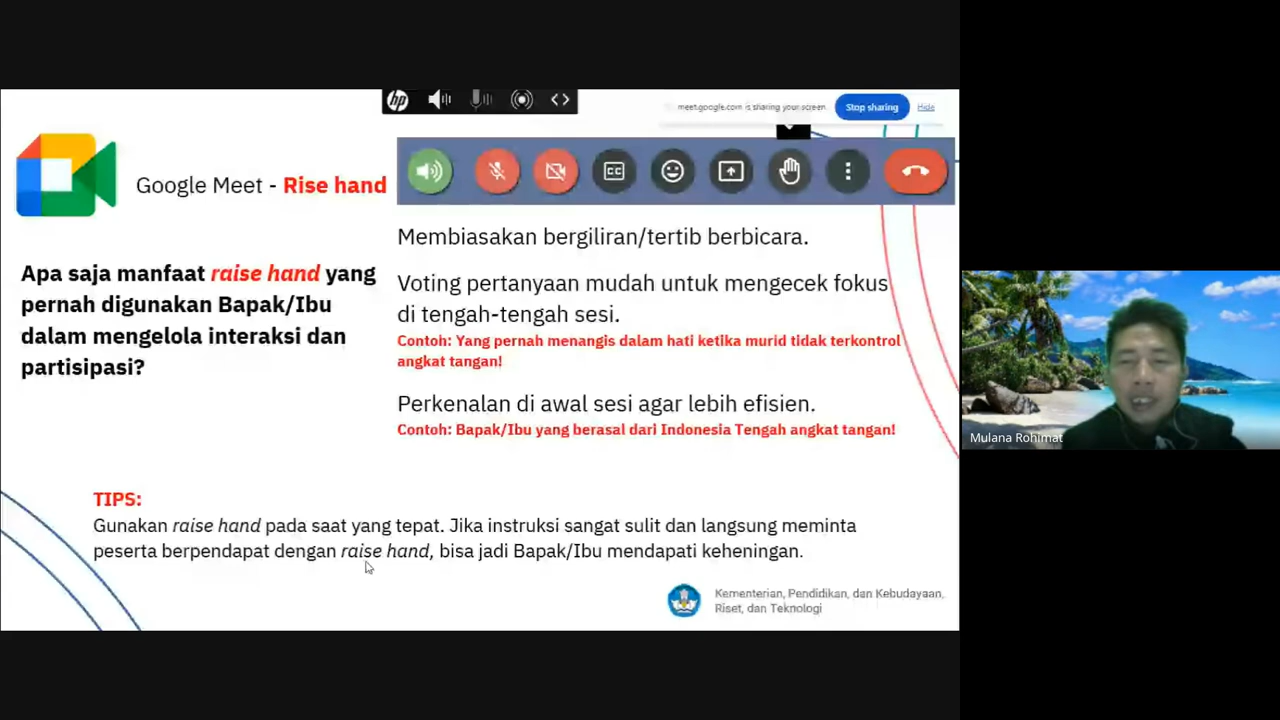 hp
meet.google.com is sharing your screen.
Stop sharing
Hide
Google Meet - Rise hand
CC
Apa saja manfaat raise hand yang
pernah digunakan Bapak/Ibu
dalam mengelola interaksi dan
partisipasi?
Membiasakan bergiliran/tertib berbicara.
Voting pertanyaan mudah untuk mengecek fokus
di tengah-tengah sesi.
Contoh: Yang pernah menangis dalam hati ketika murid tidak terkontrol
angkat tangan!
Perkenalan di awal sesi agar lebih efisien.
Contoh: Bapak/Ibu yang berasal dari Indonesia Tengah angkat tangan!
TIPS:
Gunakan raise hand pada saat yang tepat. Jika instruksi sangat sulit dan langsung meminta
peserta berpendapat dengan raise hand, bisa jadi Bapak/Ibu mendapati keheningan.
Kementerian, Pendidikan, dan Kebudayaan,
Riset, dan Teknologi
Mulana Rohimat